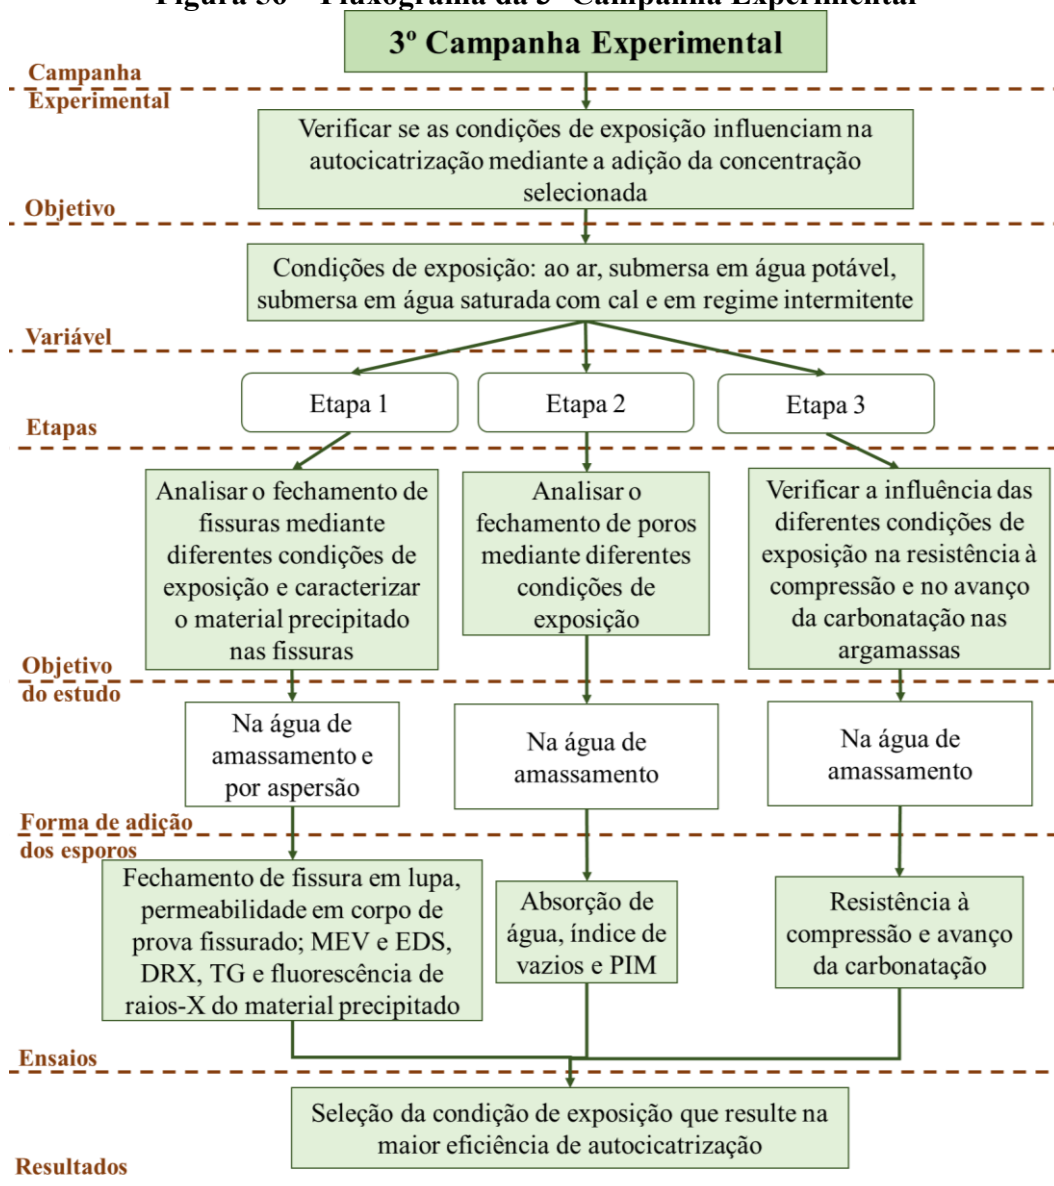 Figura 56 – Fluxograma da 3º Campanha Experimental
3º Campanha Experimental
Campanha
Experimental
Verificar se as condições de exposição influenciam na
autocicatrização mediante a adição da concentração
selecionada
Objetivo
Condições de exposição: ao ar, submersa em água potável,
submersa em água saturada com cal e em regime intermitente
Variável
Etapa 1
Etapa 2
Etapa 3
Etapas
Analisar o fechamento de
fissuras mediante
diferentes condições de
exposição e caracterizar
o material precipitado
nas fissuras
Analisar o
fechamento de poros
mediante diferentes
condições de
exposição
Verificar a influência das
diferentes condições de
exposição na resistência à
compressão e no avanço
da carbonatação nas
argamassas
Objetivo
do estudo
Na água de
amassamento e
por aspersão
Na água de
amassamento
Na água de
amassamento
Forma de adição
dos esporos
Fechamento de fissura em lupa,
permeabilidade em corpo de
prova fissurado; MEV e EDS,
DRX, TG e fluorescência de
raios-X do material precipitado
Absorção de
água, índice de
vazios e PIM
Resistência à
compressão e avanço
da carbonatação
Ensaios
Seleção da condição de exposição que resulte na
maior eficiência de autocicatrização
Resultados